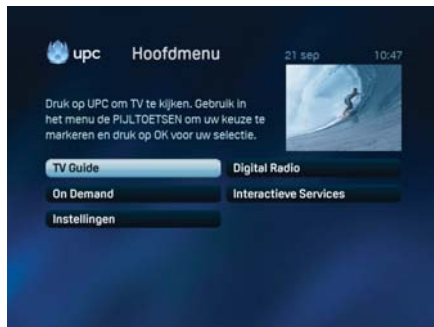 upc Hoofdmenu 21 sep 10:47
Druk op UPC om TV te kijken. Gebruik in
het menu de PIJLTOETSEN om uw keuze te
markeren en druk op OK voor uw selectie.
TV Guide Digital Radio
On Demand Interactieve Services
Instellingen